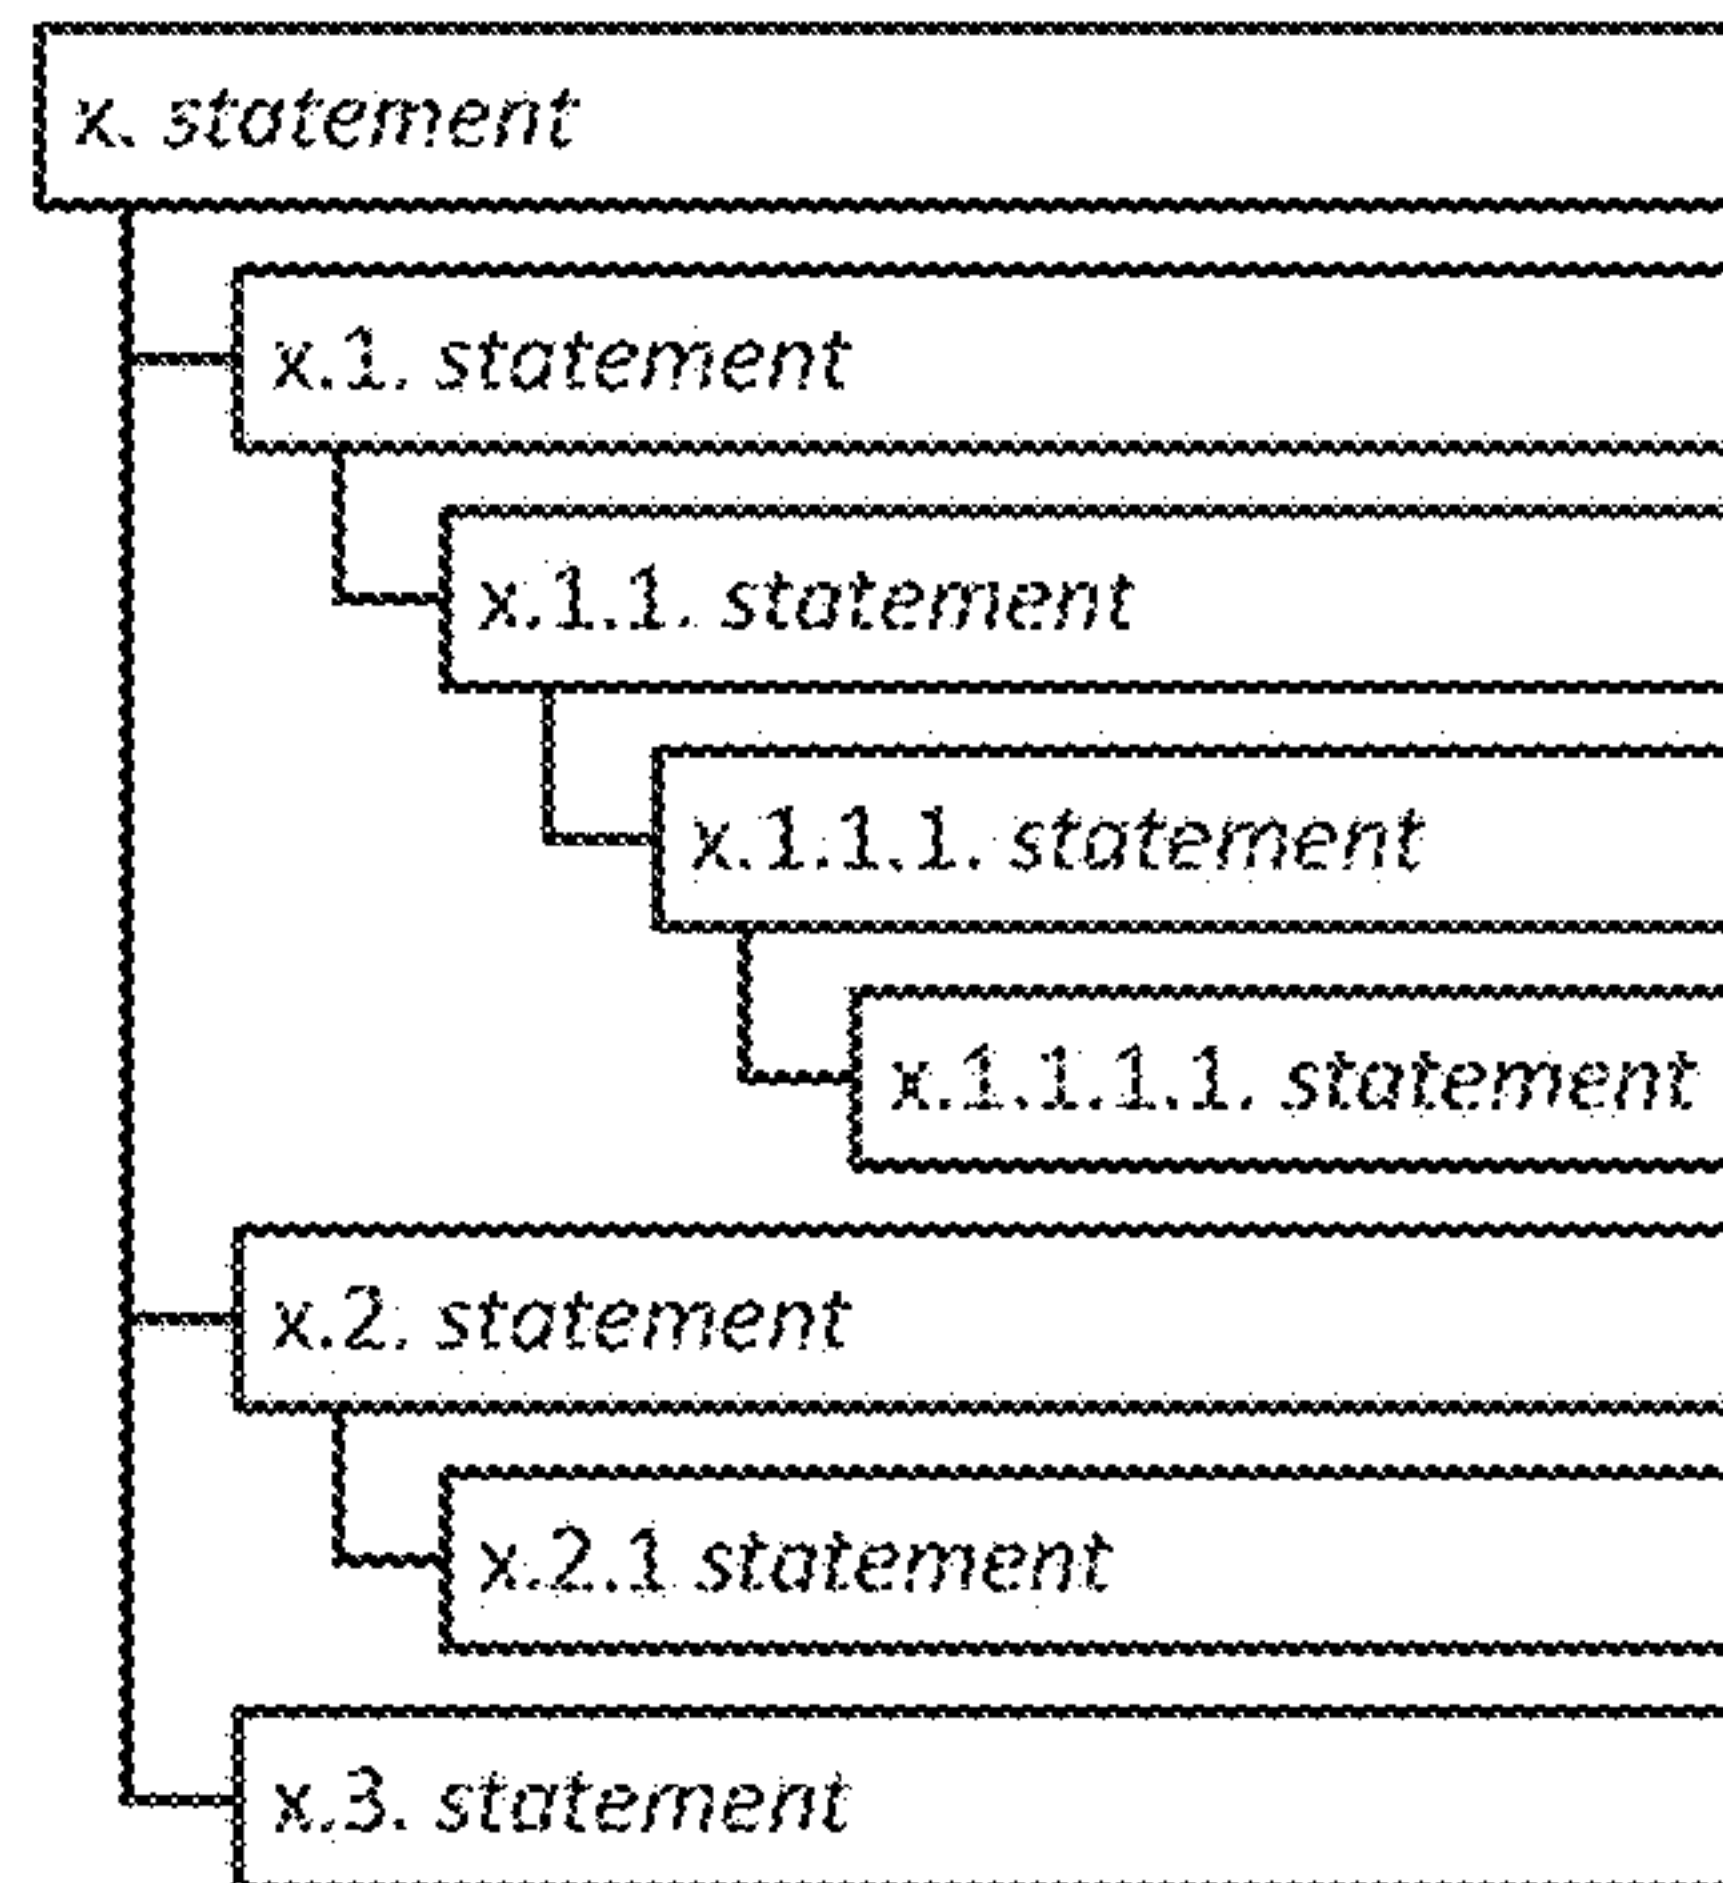 x. statement
x.1. statement
x.1.1. statement
x.1.1.1. statement
x.1.1.1.1. statement
x.2. statement
x.2.1 statement
x.3. statement